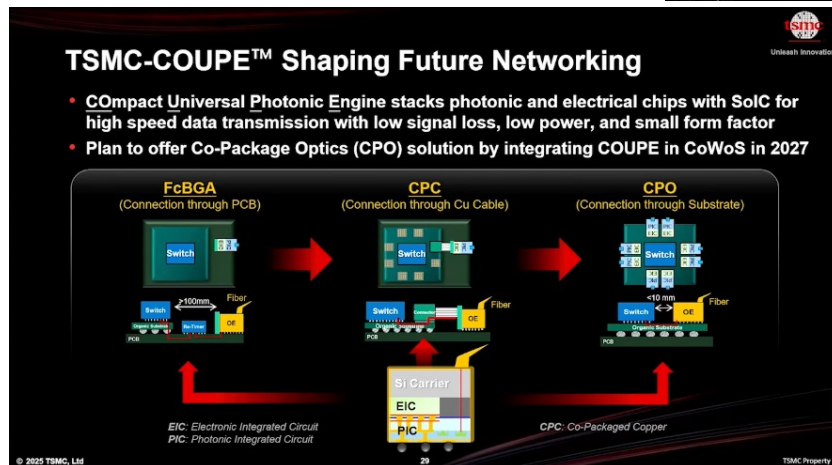 tsmc
Unleash Innovation
TSMC-COUPE™ Shaping Future Networking
• COmpact Universal Photonic Engine stacks photonic and electrical chips with SoIC for
high speed data transmission with low signal loss, low power, and small form factor
• Plan to offer Co-Package Optics (CPO) solution by integrating COUPE in CoWoS in 2027
FcBGA
(Connection through PCB)
Switch
>100mm
Fiber
Switch
Organic Substrate
Re-Timer
OE
PCB
CPC
(Connection through Cu Cable)
Switch
Fiber
Switch
Connector
OE
Organic Substrate
PCB
CPO
(Connection through Substrate)
Switch
<10 mm
Fiber
Switch
OE
Organic Substrate
PCB
Si Carrier
EIC
PIC
EIC: Electronic Integrated Circuit
PIC: Photonic Integrated Circuit
CPC: Co-Packaged Copper
© 2025 TSMC, Ltd
29
TSMC Property